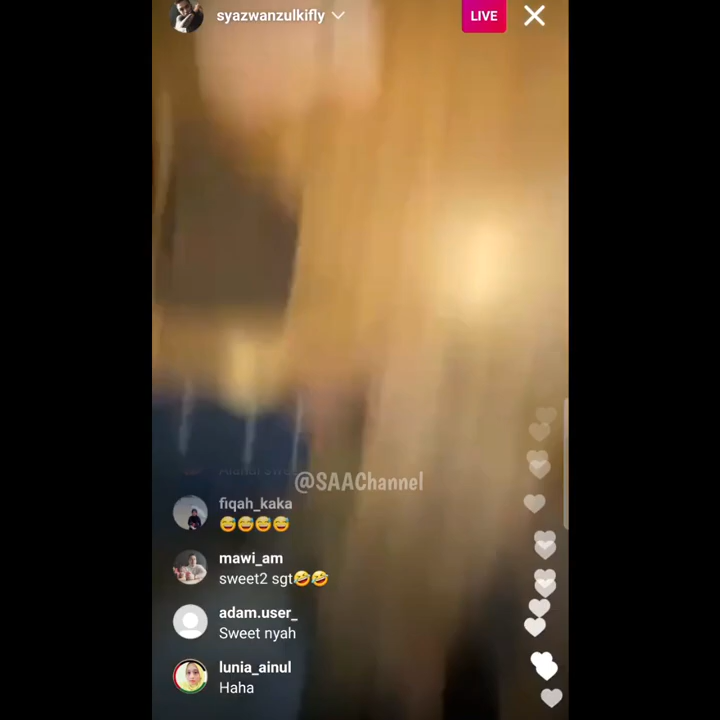 syazwanzulkifly
LIVE
@SAAChannel
fiqah_kaka
😅😅😅😅
mawi_am
sweet2 sgt🤣🤣
adam.user_
Sweet nyah
lunia_ainul
Haha